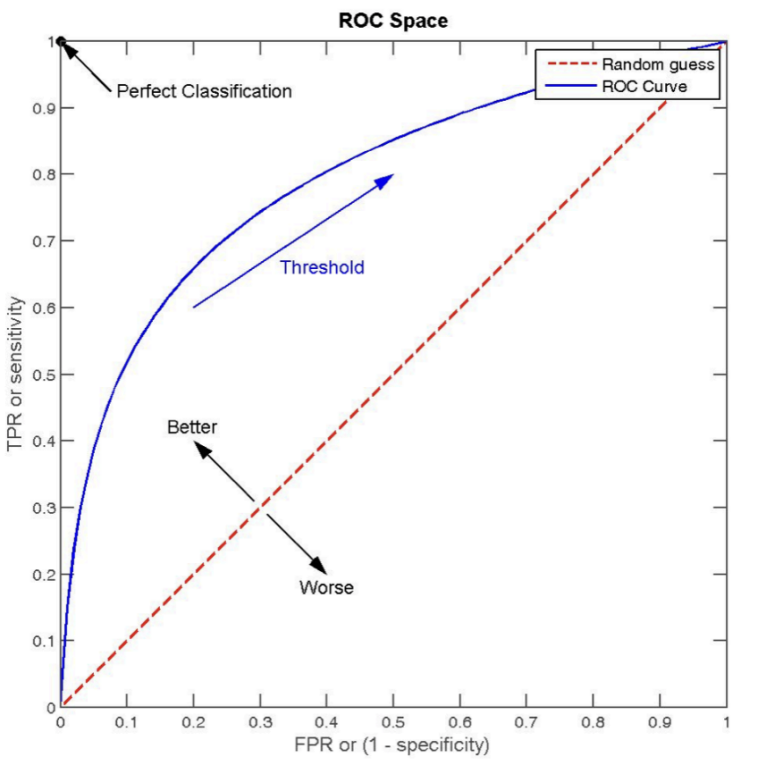 ROC Space
1
Perfect Classification
Random guess
ROC Curve
0.9
0.8
0.7
Threshold
0.6
0.5
TPR or sensitivity
Better
0.4
0.3
0.2
Worse
0.1
0
0 0.1 0.2 0.3 0.4 0.5 0.6 0.7 0.8 0.9 1
FPR or (1 - specificity)